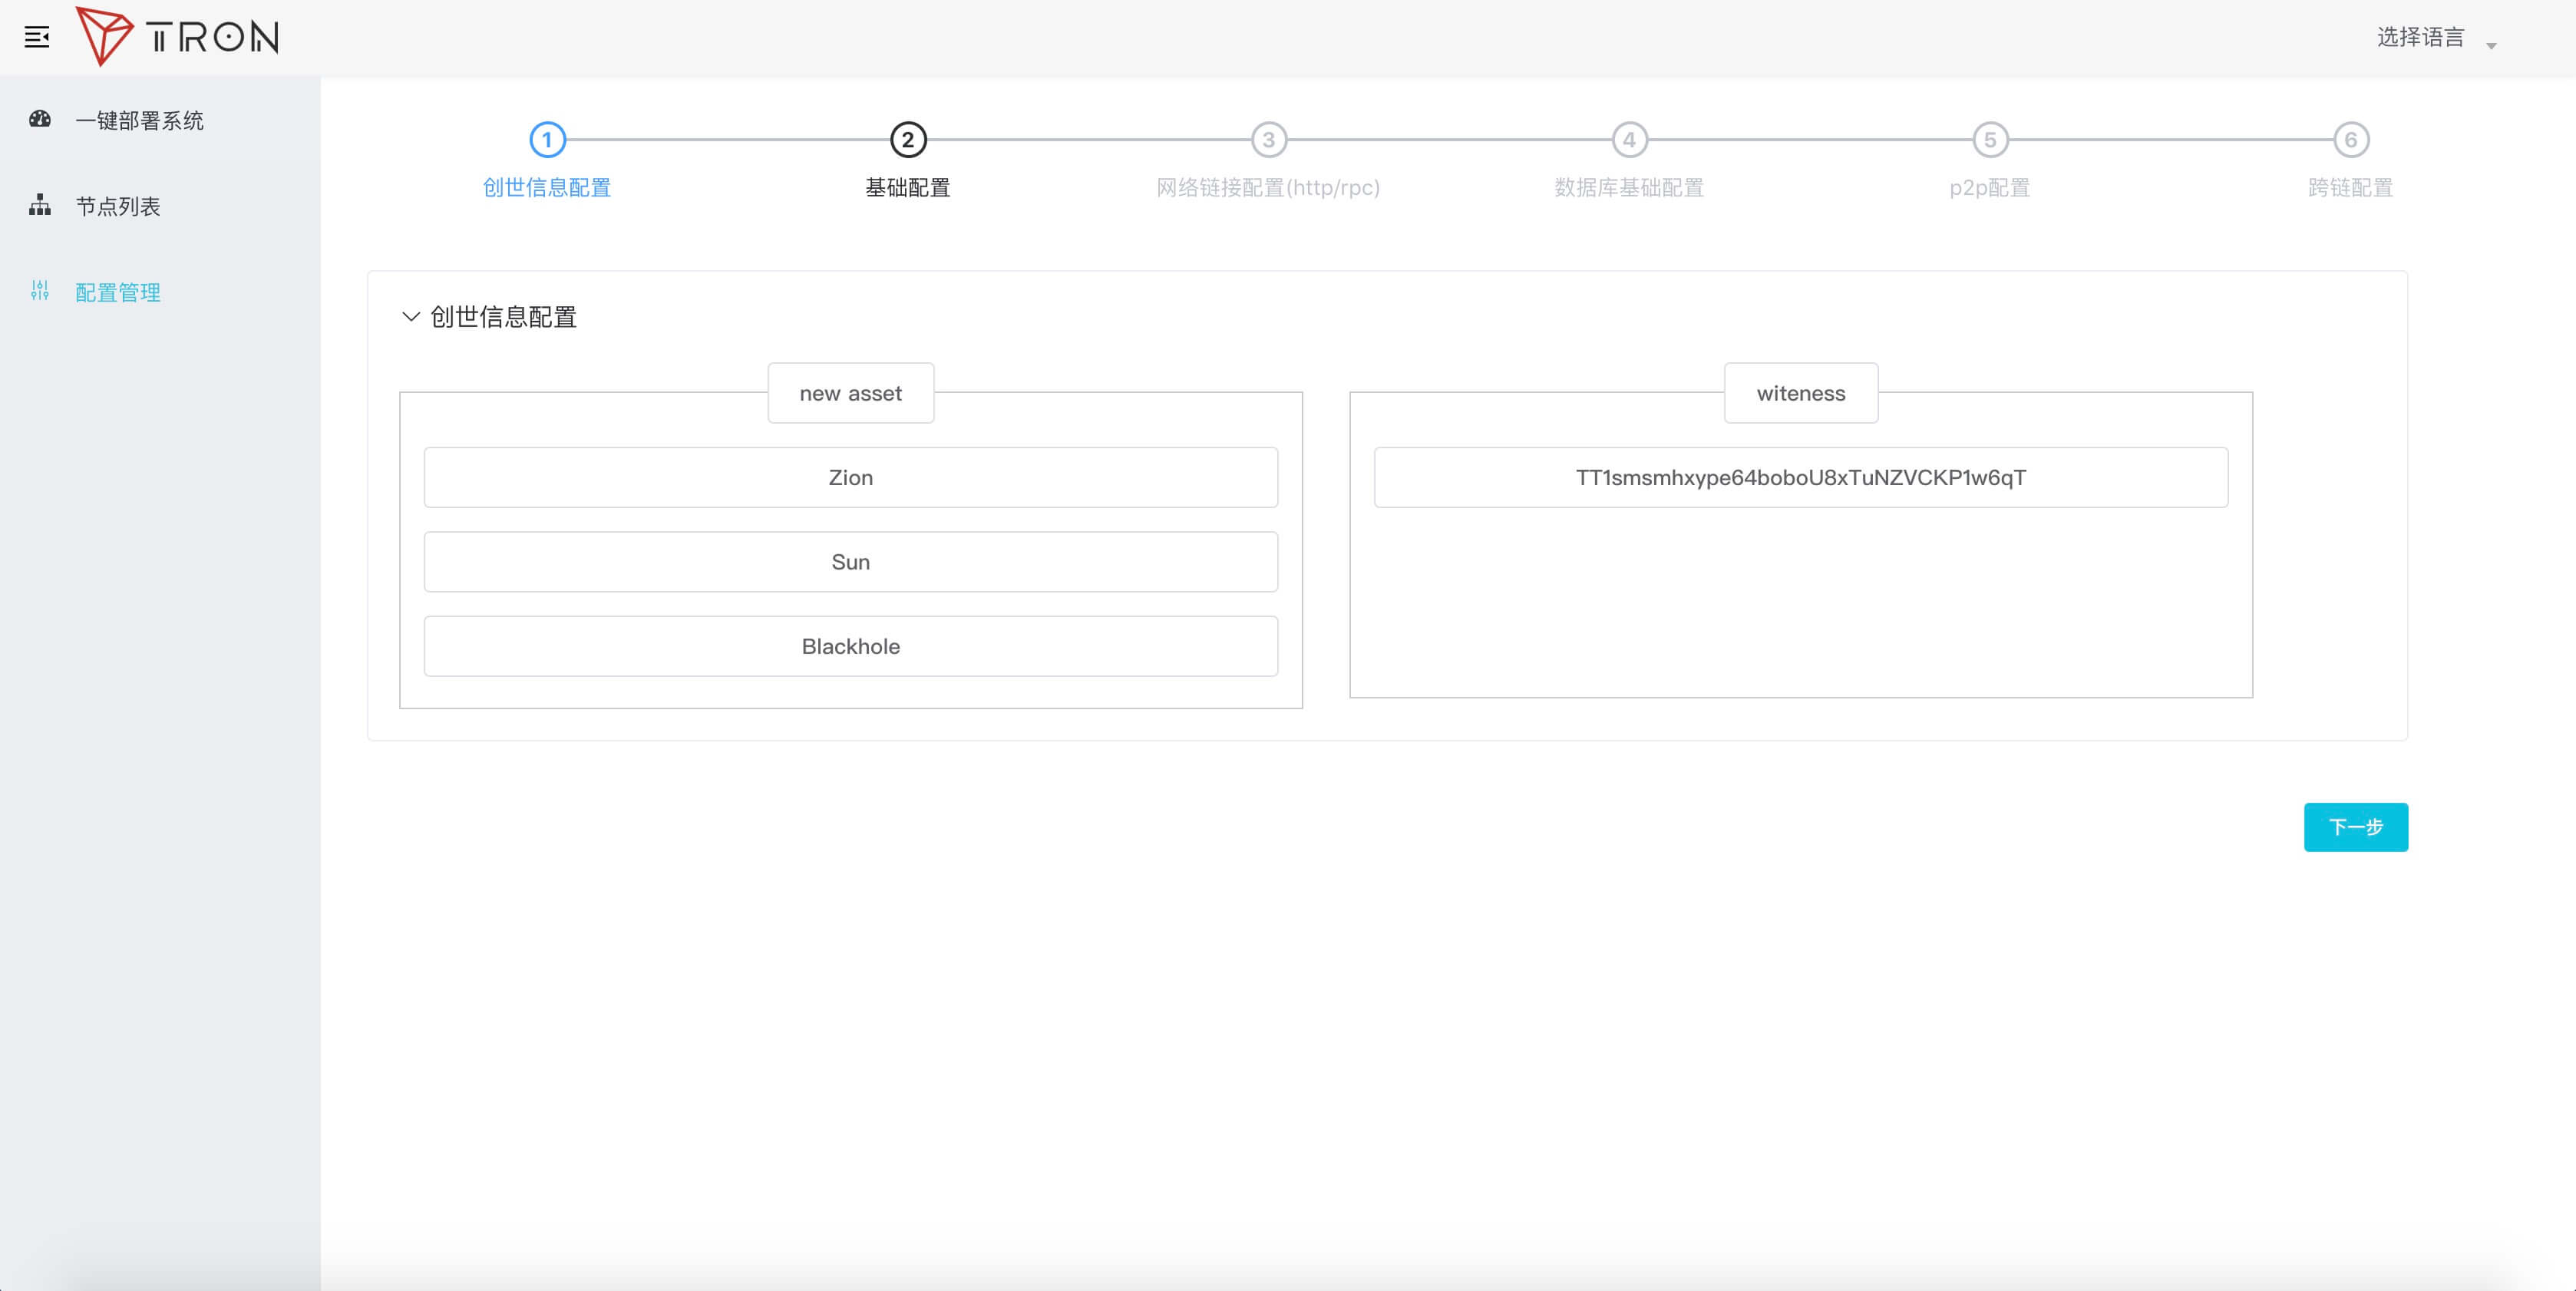 TRON
选择语言
一键部署系统
节点列表
配置管理
1
2
3
4
5
6
创世信息配置
基础配置
网络链接配置(http/rpc)
数据库基础配置
p2p配置
跨链配置
创世信息配置
new asset
Zion
Sun
Blackhole
witeness
TT1smsmhxype64boboU8xTuNZVCKP1w6qT
下一步